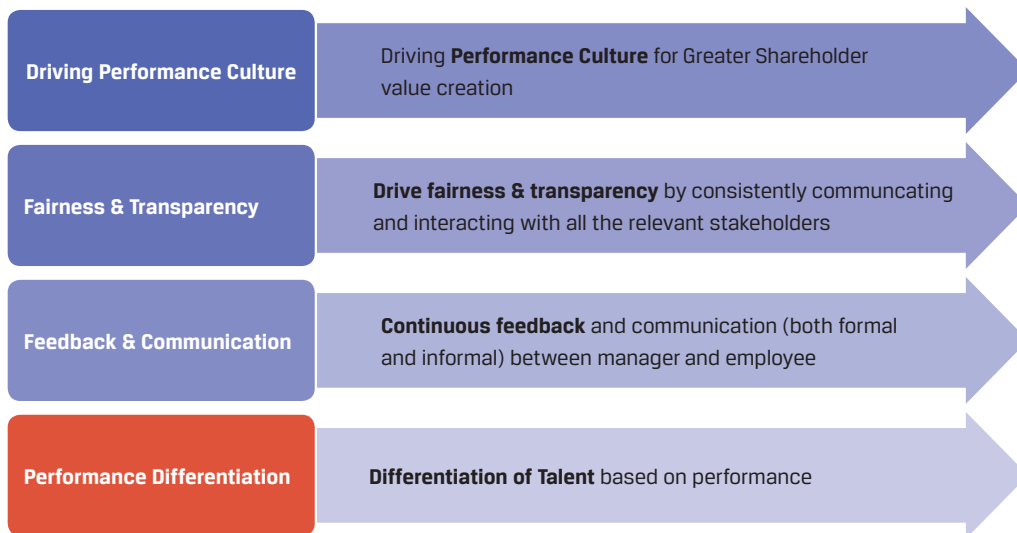 Driving Performance Culture
Driving Performance Culture for Greater Shareholder
value creation
Fairness & Transparency
Drive fairness & transparency by consistently communcating
and interacting with all the relevant stakeholders
Feedback & Communication
Continuous feedback and communication (both formal
and informal) between manager and employee
Performance Differentiation
Differentiation of Talent based on performance